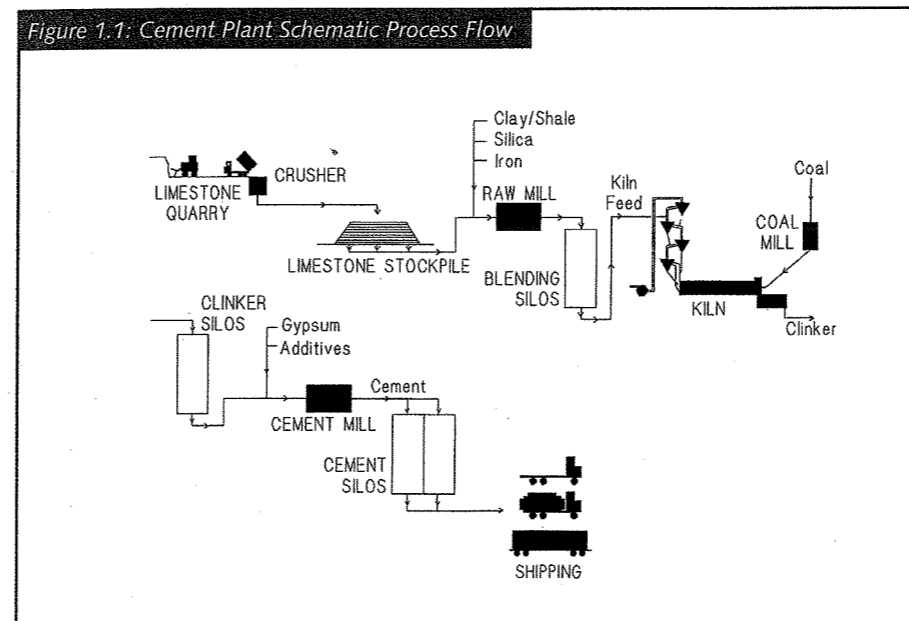 Figure 1.1: Cement Plant Schematic Process Flow
Clay/Shale
Silica
Iron
LIMESTONE
QUARRY
CRUSHER
LIMESTONE STOCKPILE
RAW MILL
BLENDING
SILOS
Kiln
Feed
Coal
COAL
MILL
KILN
Clinker
CLINKER
SILOS
Gypsum
Additives
CEMENT MILL
Cement
CEMENT
SILOS
SHIPPING